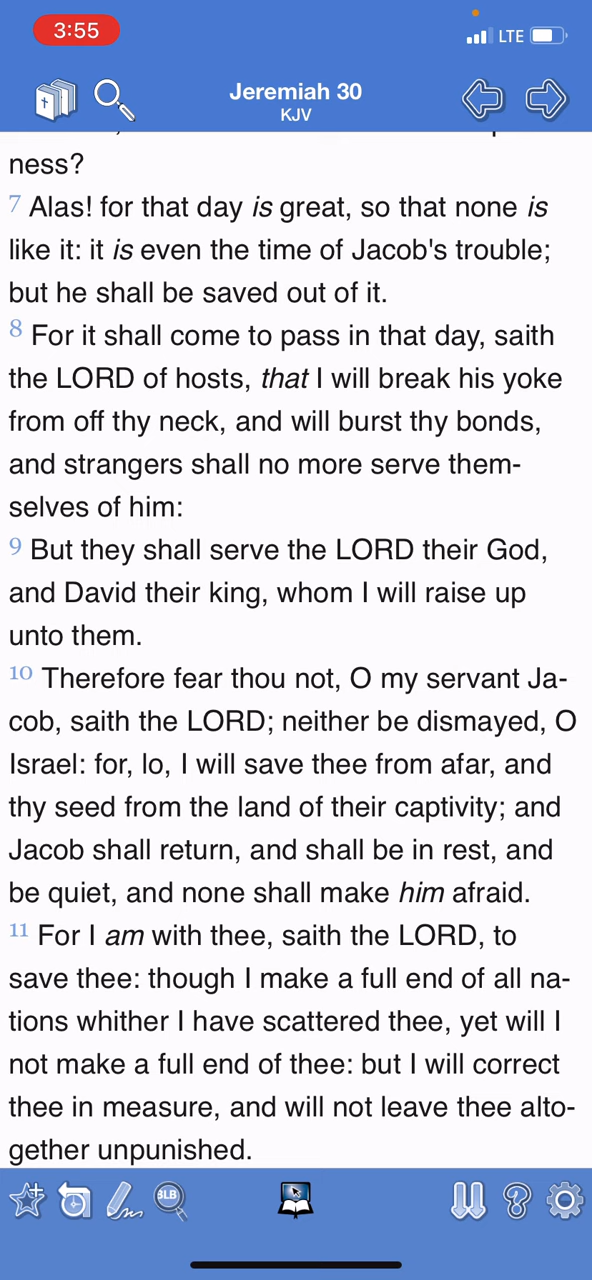 3:55
LTE
Jeremiah 30
KJV
ness?
7 Alas! for that day is great, so that none is
like it: it is even the time of Jacob's trouble;
but he shall be saved out of it.
8 For it shall come to pass in that day, saith
the LORD of hosts, that I will break his yoke
from off thy neck, and will burst thy bonds,
and strangers shall no more serve them-
selves of him:
9 But they shall serve the LORD their God,
and David their king, whom I will raise up
unto them.
10 Therefore fear thou not, O my servant Ja-
cob, saith the LORD; neither be dismayed, O
Israel: for, lo, I will save thee from afar, and
thy seed from the land of their captivity; and
Jacob shall return, and shall be in rest, and
be quiet, and none shall make him afraid.
11 For I am with thee, saith the LORD, to
save thee: though I make a full end of all na-
tions whither I have scattered thee, yet will I
not make a full end of thee: but I will correct
thee in measure, and will not leave thee alto-
gether unpunished.
BLB